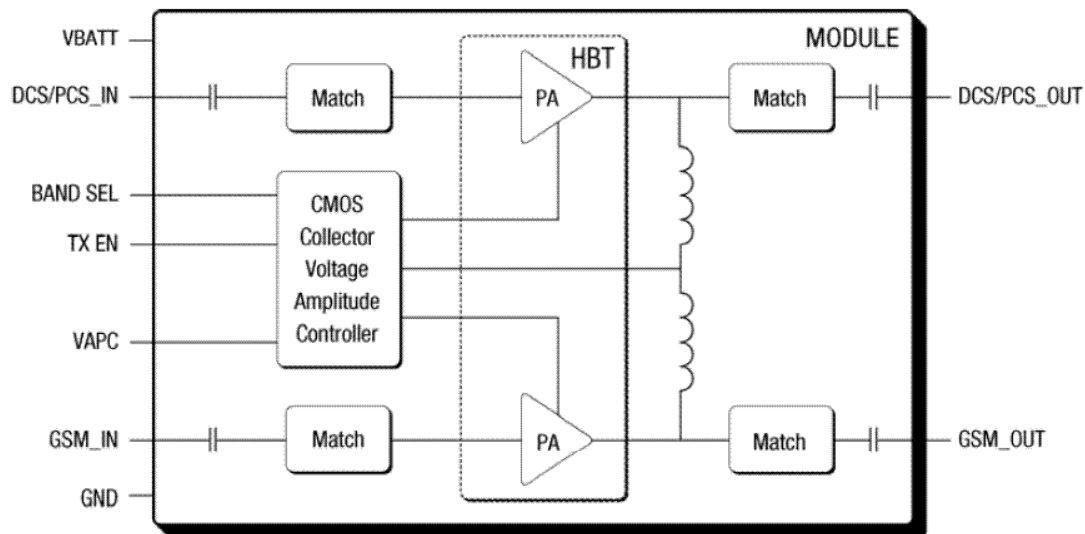 VBATT
HBT
MODULE
DCS/PCS_IN
Match
PA
Match
DCS/PCS_OUT
BAND SEL
TX EN
VAPC
CMOS
Collector
Voltage
Amplitude
Controller
GSM_IN
Match
PA
Match
GSM_OUT
GND